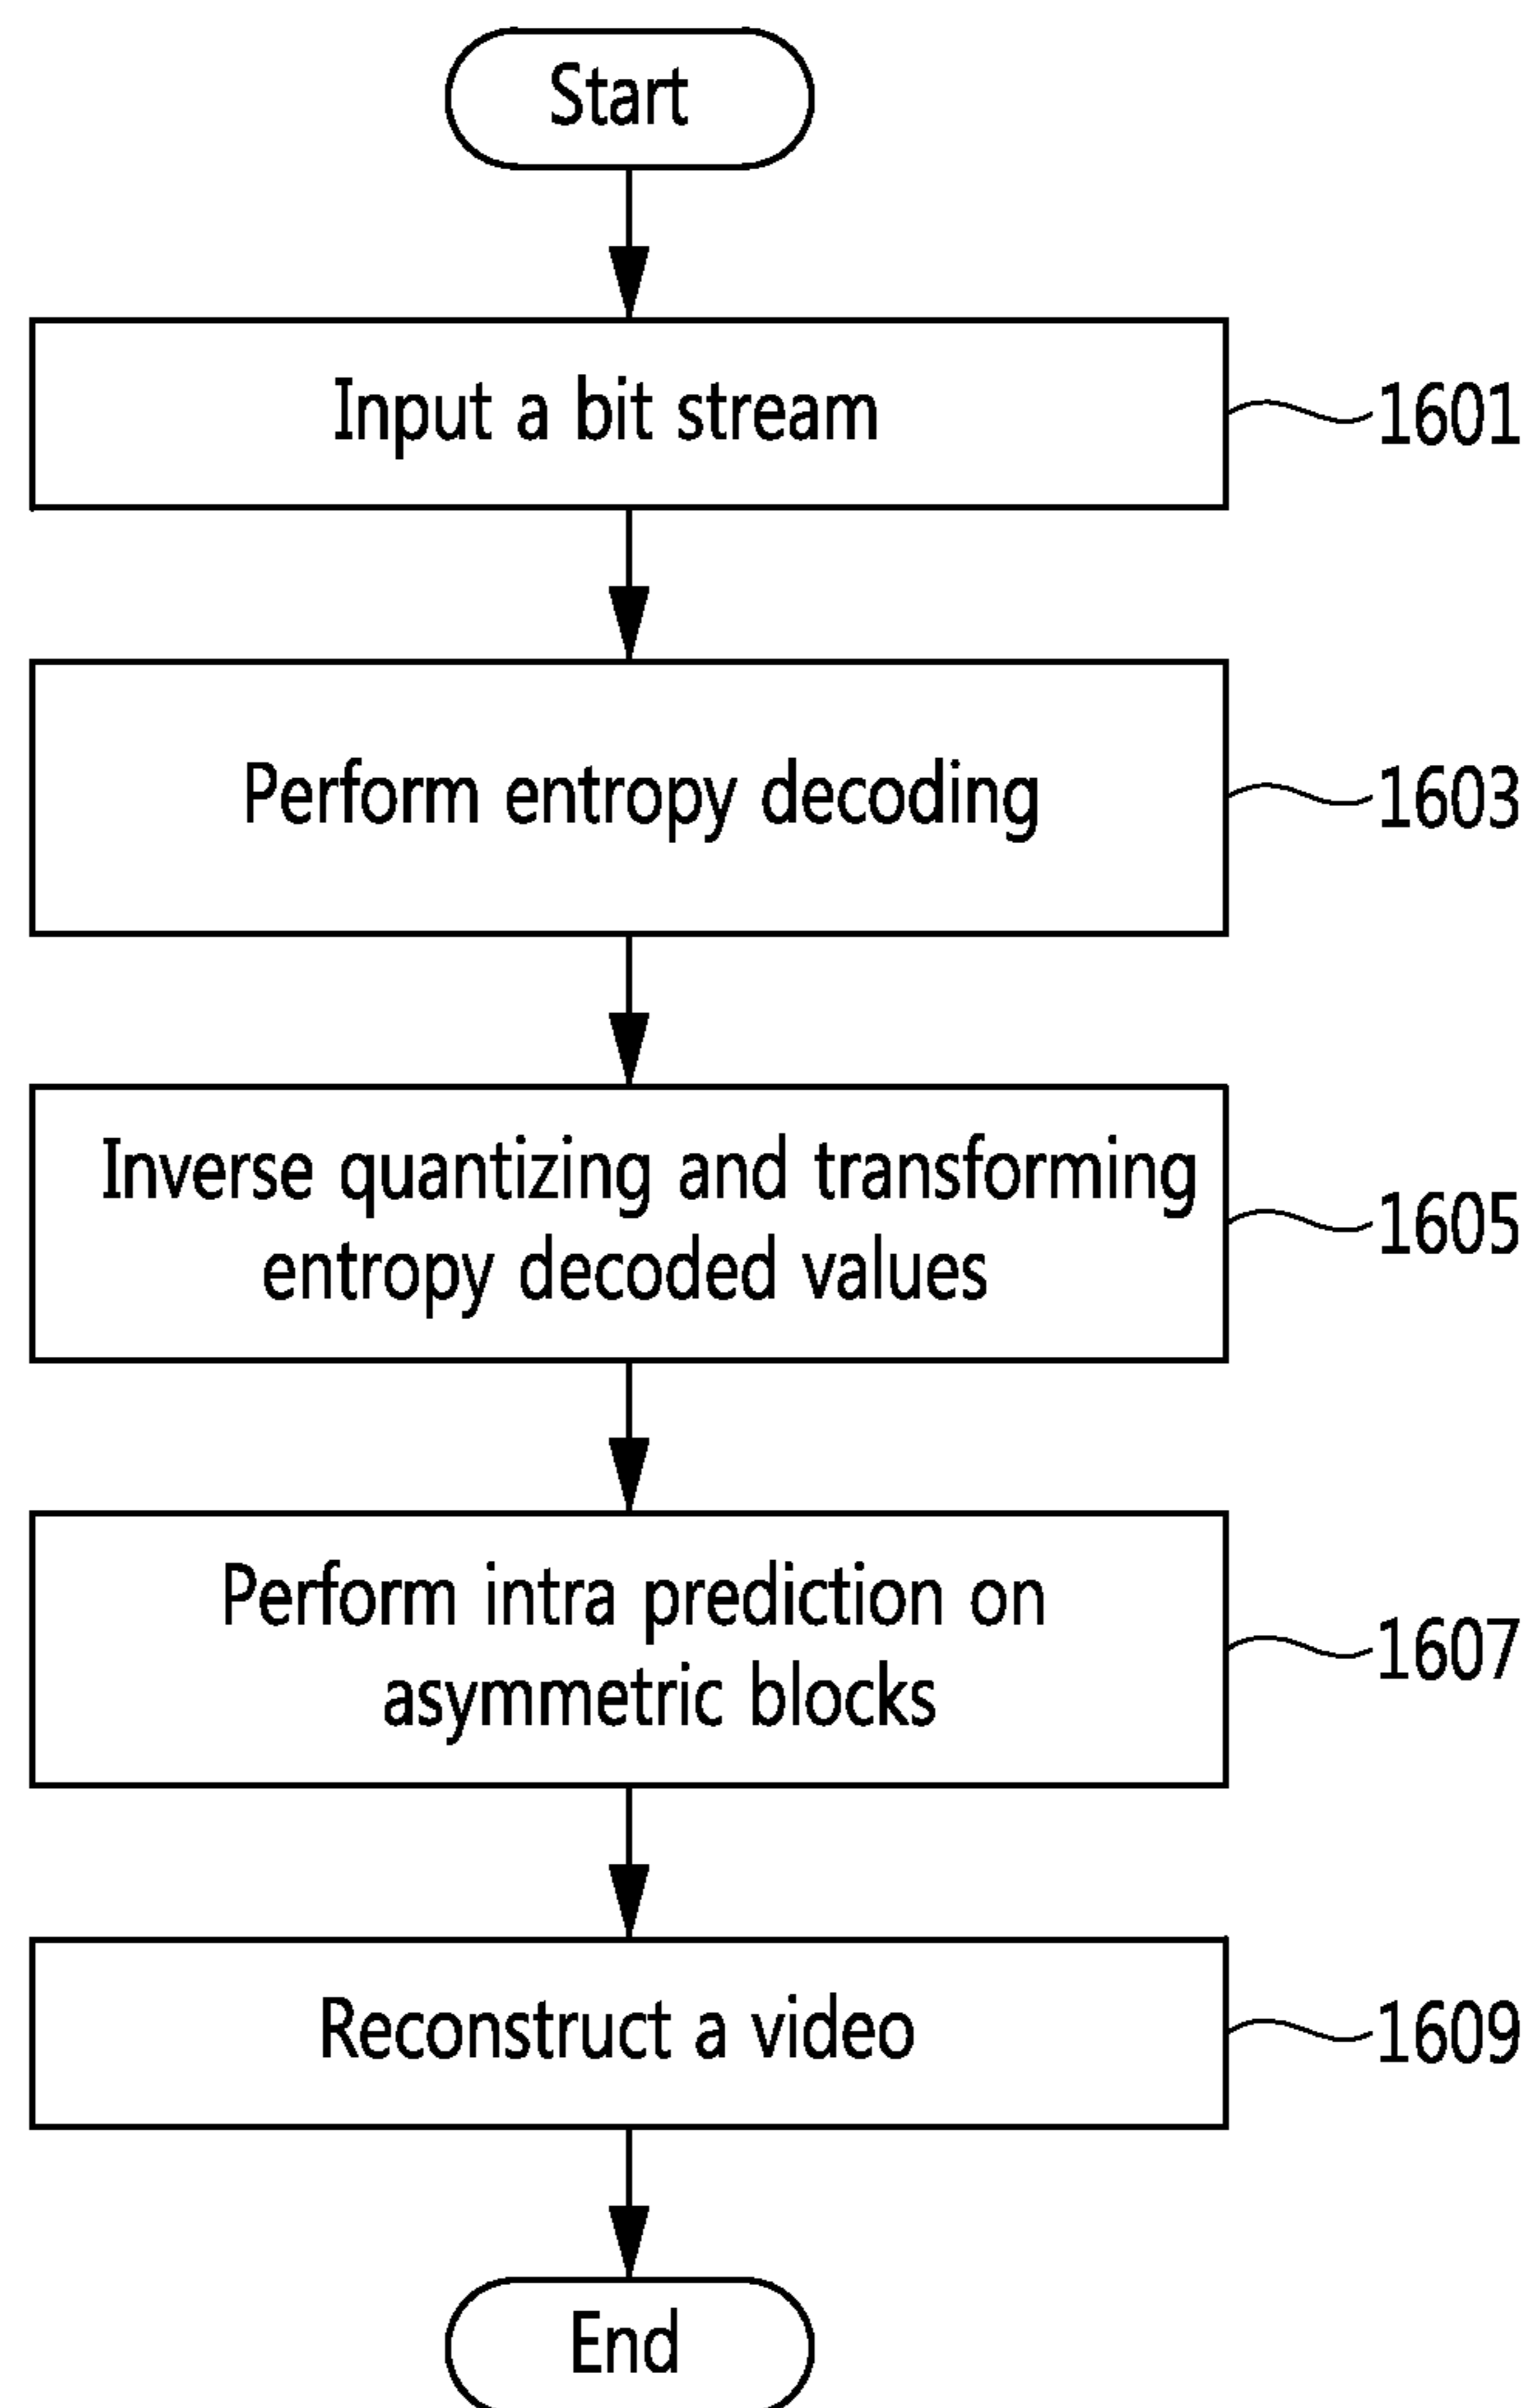 Start
Input a bit stream
1601
Perform entropy decoding
1603
Inverse quantizing and transforming
entropy decoded values
1605
Perform intra prediction on
asymmetric blocks
1607
Reconstruct a video
1609
End